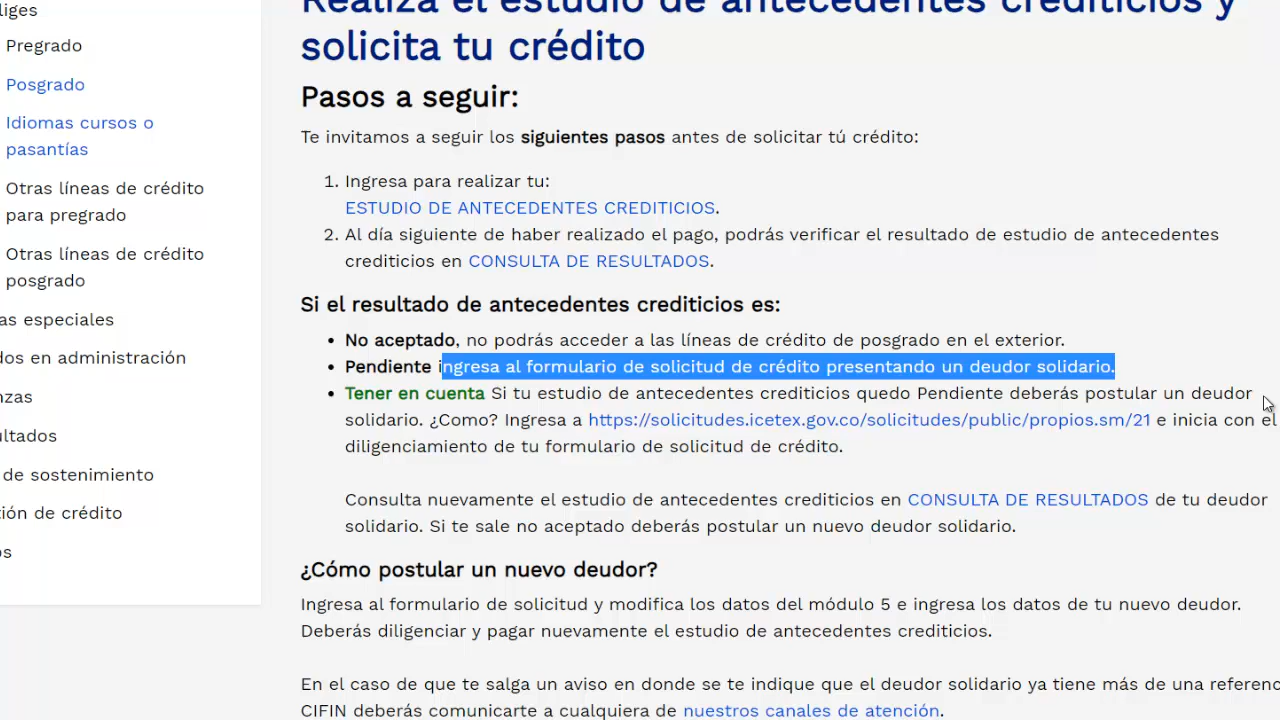 liges
Pregrado
Posgrado
Idiomas cursos o
pasantías
Otras líneas de crédito
para pregrado
Otras líneas de crédito
posgrado
as especiales
dos en administración
nzas
ultados
de sostenimiento
tión de crédito
os
Realiza el estudio de antecedentes crediticios y
solicita tu crédito
Pasos a seguir:
Te invitamos a seguir los siguientes pasos antes de solicitar tú crédito:
1. Ingresa para realizar tu:
ESTUDIO DE ANTECEDENTES CREDITICIOS.
2. Al día siguiente de haber realizado el pago, podrás verificar el resultado de estudio de antecedentes
crediticios en CONSULTA DE RESULTADOS.
Si el resultado de antecedentes crediticios es:
• No aceptado, no podrás acceder a las líneas de crédito de posgrado en el exterior.
• Pendiente ingresa al formulario de solicitud de crédito presentando un deudor solidario.
• Tener en cuenta Si tu estudio de antecedentes crediticios quedo Pendiente deberás postular un deudor
solidario. ¿Como? Ingresa a https://solicitudes.icetex.gov.co/solicitudes/public/propios.sm/21 e inicia con el
diligenciamiento de tu formulario de solicitud de crédito.
Consulta nuevamente el estudio de antecedentes crediticios en CONSULTA DE RESULTADOS de tu deudor
solidario. Si te sale no aceptado deberás postular un nuevo deudor solidario.
¿Cómo postular un nuevo deudor?
Ingresa al formulario de solicitud y modifica los datos del módulo 5 e ingresa los datos de tu nuevo deudor.
Deberás diligenciar y pagar nuevamente el estudio de antecedentes crediticios.
En el caso de que te salga un aviso en donde se te indique que el deudor solidario ya tiene más de una referenc
CIFIN deberás comunicarte a cualquiera de nuestros canales de atención.